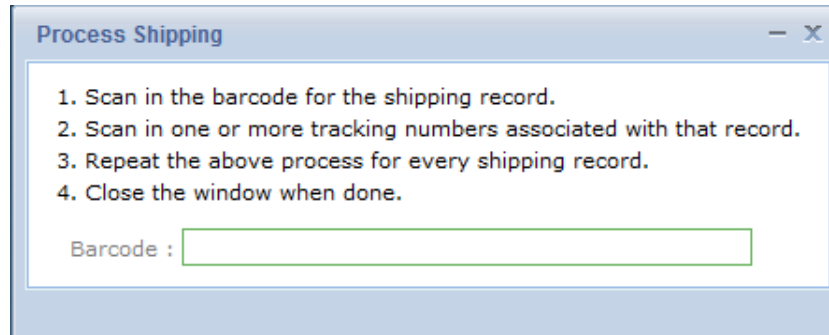 Process Shipping
1. Scan in the barcode for the shipping record.
2. Scan in one or more tracking numbers associated with that record.
3. Repeat the above process for every shipping record.
4. Close the window when done.
Barcode :